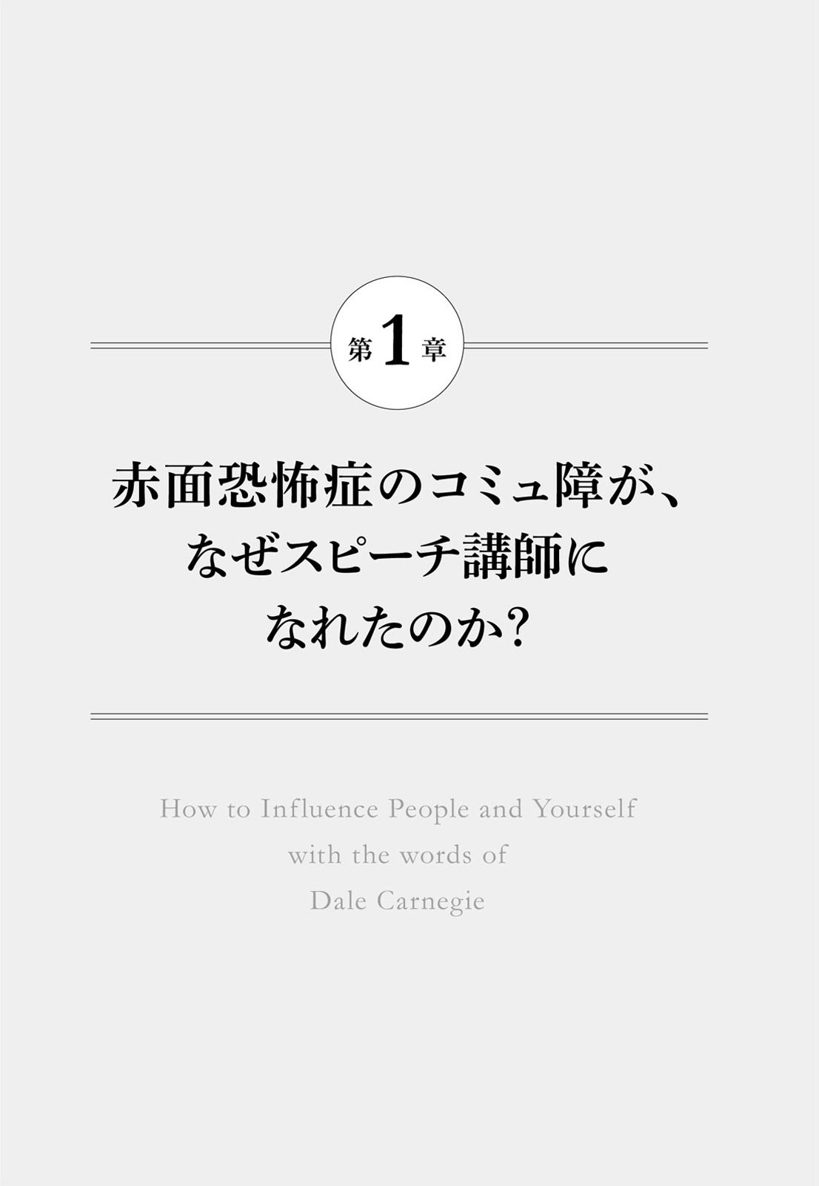 第1章
赤面恐怖症のコミュ障が、
なぜスピーチ講師に
なれたのか?
How to Influence People and Yourself
with the words of
Dale Carnegie